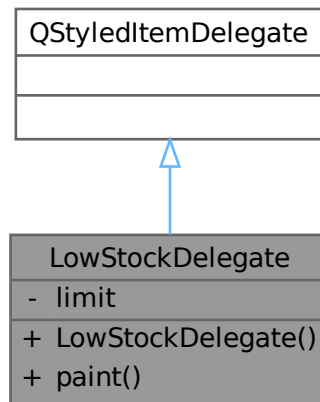 QStyledItemDelegate
LowStockDelegate
- limit
+ LowStockDelegate()
+ paint()